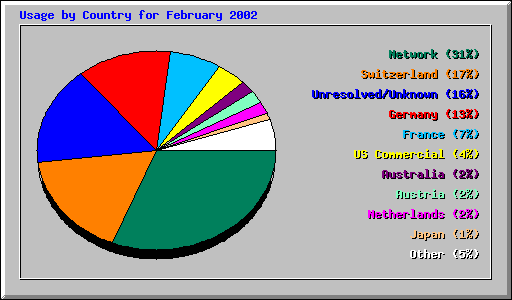 Usage by Country for February 2002
Network (31%)
Switzerland (17%)
Unresolved/Unknown (16%)
Germany (13%)
France (7%)
US Commercial (4%)
Australia (2%)
Austria (2%)
Netherlands (2%)
Japan (1%)
Other (5%)